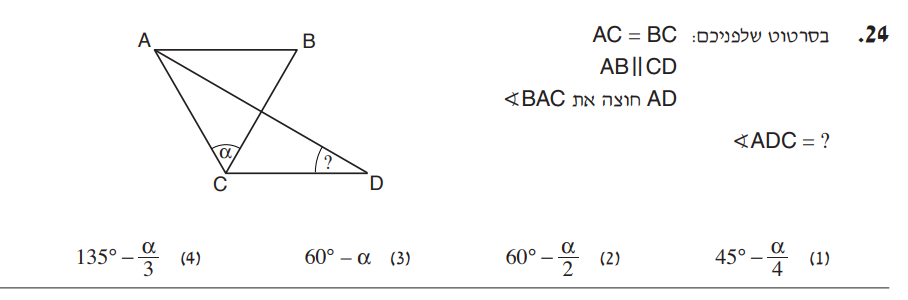 24. בסרטוט שלפניכם: AC = BC
AB || CD
AD חוצה את ∢BAC
∢ADC = ?
A
B
α
?
C
D
(1) 45° – α/4
(2) 60° – α/2
(3) 60° – α
(4) 135° – α/3